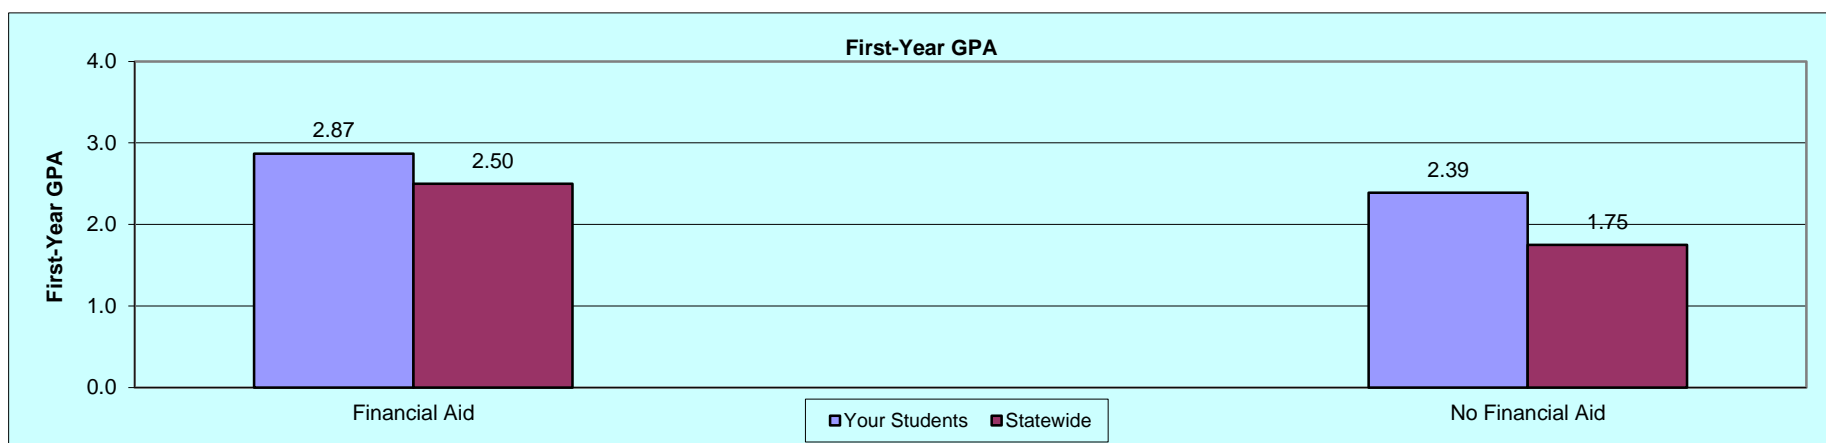 First-Year GPA
4.0
3.0
2.0
1.0
0.0
First-Year GPA
2.87
2.50
2.39
1.75
Financial Aid
No Financial Aid
Your Students Statewide